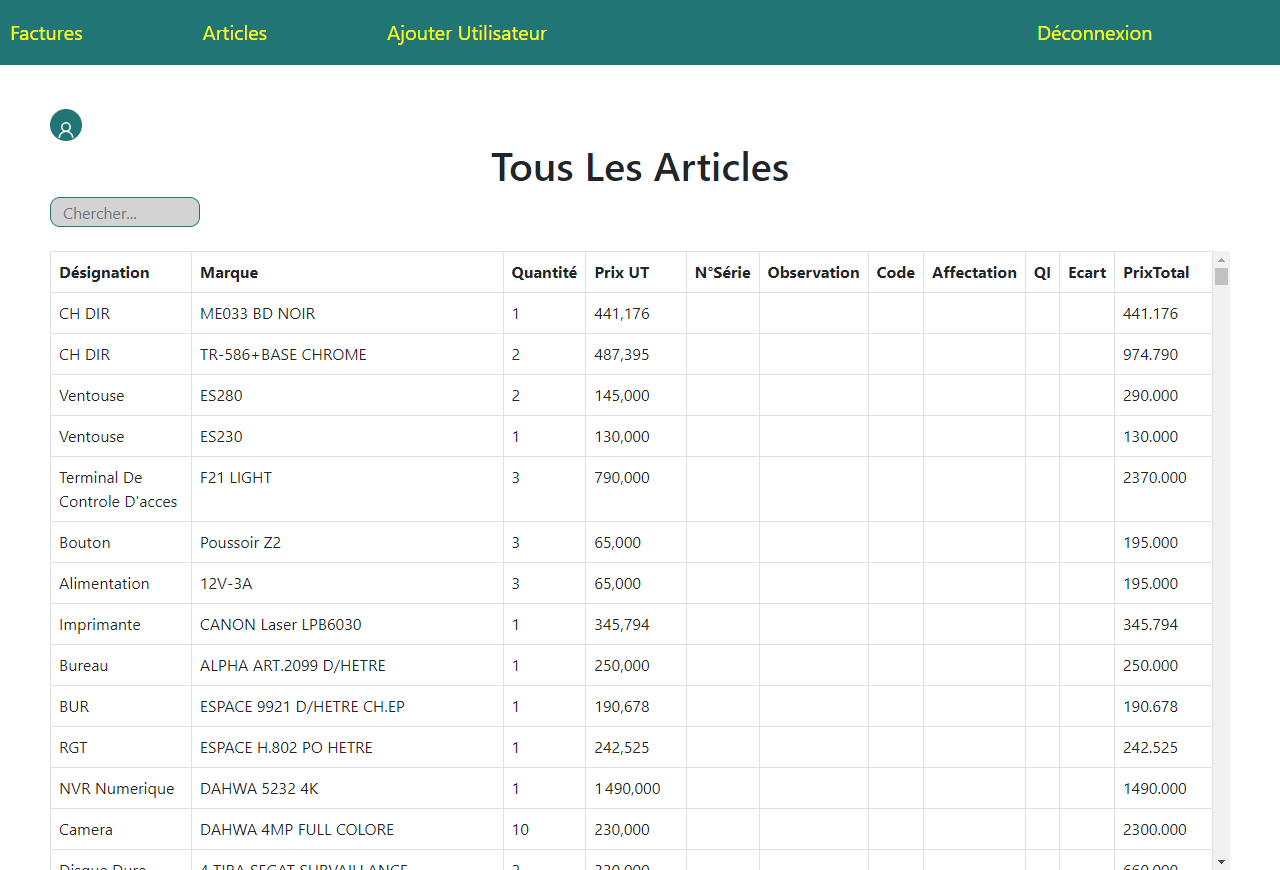 Factures Articles Ajouter Utilisateur Déconnexion
Tous Les Articles
Chercher...
Désignation Marque Quantité Prix UT N°Série Observation Code Affectation QI Ecart PrixTotal
CH DIR ME033 BD NOIR 1 441,176 441.176
CH DIR TR-586+BASE CHROME 2 487,395 974.790
Ventouse ES280 2 145,000 290.000
Ventouse ES230 1 130,000 130.000
Terminal De F21 LIGHT 3 790,000 2370.000
Controle D'acces
Bouton Poussoir Z2 3 65,000 195.000
Alimentation 12V-3A 3 65,000 195.000
Imprimante CANON Laser LPB6030 1 345,794 345.794
Bureau ALPHA ART.2099 D/HETRE 1 250,000 250.000
BUR ESPACE 9921 D/HETRE CH.EP 1 190,678 190.678
RGT ESPACE H.802 PO HETRE 1 242,525 242.525
NVR Numerique DAHWA 5232 4K 1 1 490,000 1490.000
Camera DAHWA 4MP FULL COLORE 10 230,000 2300.000
Disque Dure 4 TIRA SEGAT SURVAILLANCE 2 330,000 660.000